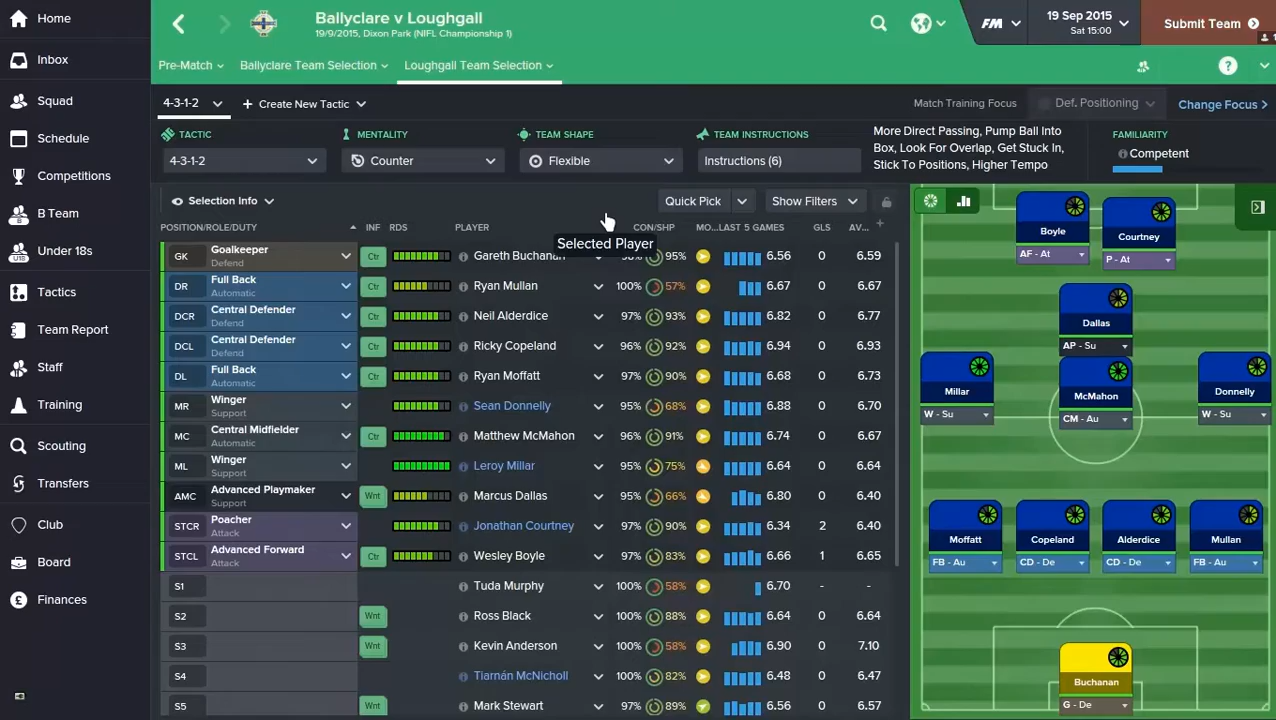 Home
Inbox
Squad
Schedule
Competitions
B Team
Under 18s
Tactics
Team Report
Staff
Training
Scouting
Transfers
Club
Board
Finances
Ballyclare v Loughgall
19/9/2015, Dixon Park (NIFL Championship 1)
FM
19 Sep 2015
Sat 15:00
Submit Team
Pre-Match
Ballyclare Team Selection
Loughgall Team Selection
?
4-3-1-2
+ Create New Tactic
Match Training Focus
Def. Positioning
Change Focus >
TACTIC
4-3-1-2
MENTALITY
Counter
TEAM SHAPE
Flexible
TEAM INSTRUCTIONS
Instructions (6)
More Direct Passing, Pump Ball Into
Box, Look For Overlap, Get Stuck In,
Stick To Positions, Higher Tempo
FAMILIARITY
Competent
Selection Info
Quick Pick
Show Filters
POSITION/ROLE/DUTY INF RDS PLAYER CON/SHP MO... LAST 5 GAMES GLS AV... +
Selected Player
GK Goalkeeper Defend Ctr Gareth Buchanan 95% 6.56 0 6.59
DR Full Back Automatic Ctr Ryan Mullan 100% 57% 6.67 0 6.67
DCR Central Defender Defend Ctr Neil Alderdice 97% 93% 6.82 0 6.77
DCL Central Defender Defend Ctr Ricky Copeland 96% 92% 6.94 0 6.93
DL Full Back Automatic Ctr Ryan Moffatt 97% 90% 6.68 0 6.73
MR Winger Support Sean Donnelly 95% 68% 6.88 0 6.70
MC Central Midfielder Automatic Ctr Matthew McMahon 96% 91% 6.74 0 6.67
ML Winger Support Leroy Millar 95% 75% 6.64 0 6.64
AMC Advanced Playmaker Support Wnt Marcus Dallas 95% 66% 6.80 0 6.40
STCR Poacher Attack Jonathan Courtney 97% 90% 6.34 2 6.40
STCL Advanced Forward Attack Ctr Wesley Boyle 97% 83% 6.66 1 6.65
S1 Tuda Murphy 100% 58% 6.70 - -
S2 Wnt Ross Black 100% 88% 6.64 0 6.64
S3 Wnt Kevin Anderson 100% 58% 6.90 0 7.10
S4 Tiarnán McNicholl 100% 82% 6.48 0 6.47
S5 Wnt Mark Stewart 97% 89% 6.56 0 6.57
Boyle
AF - At
Courtney
P - At
Dallas
AP - Su
Millar
W - Su
McMahon
CM - Au
Donnelly
W - Su
Moffatt
FB - Au
Copeland
CD - De
Alderdice
CD - De
Mullan
FB - Au
Buchanan
G - De